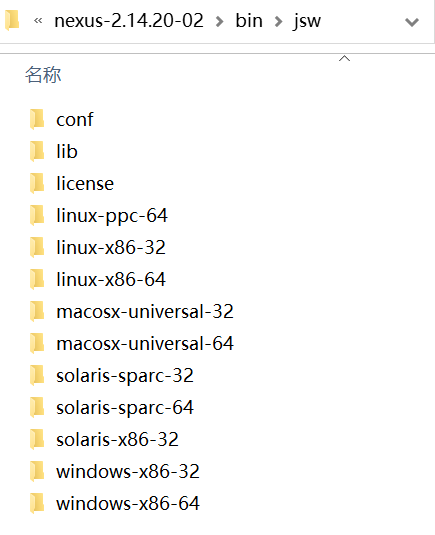 « nexus-2.14.20-02 > bin > jsw
名称
conf
lib
license
linux-ppc-64
linux-x86-32
linux-x86-64
macosx-universal-32
macosx-universal-64
solaris-sparc-32
solaris-sparc-64
solaris-x86-32
windows-x86-32
windows-x86-64